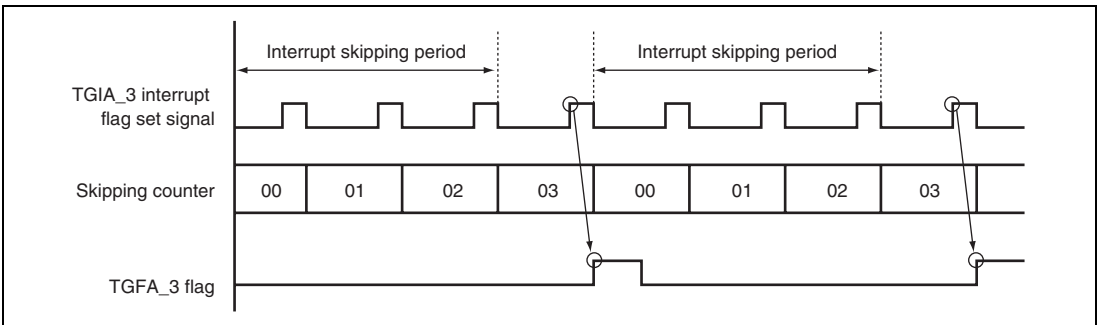 Interrupt skipping period Interrupt skipping period
TGIA_3 interrupt
flag set signal
Skipping counter 00 01 02 03 00 01 02 03
TGFA_3 flag